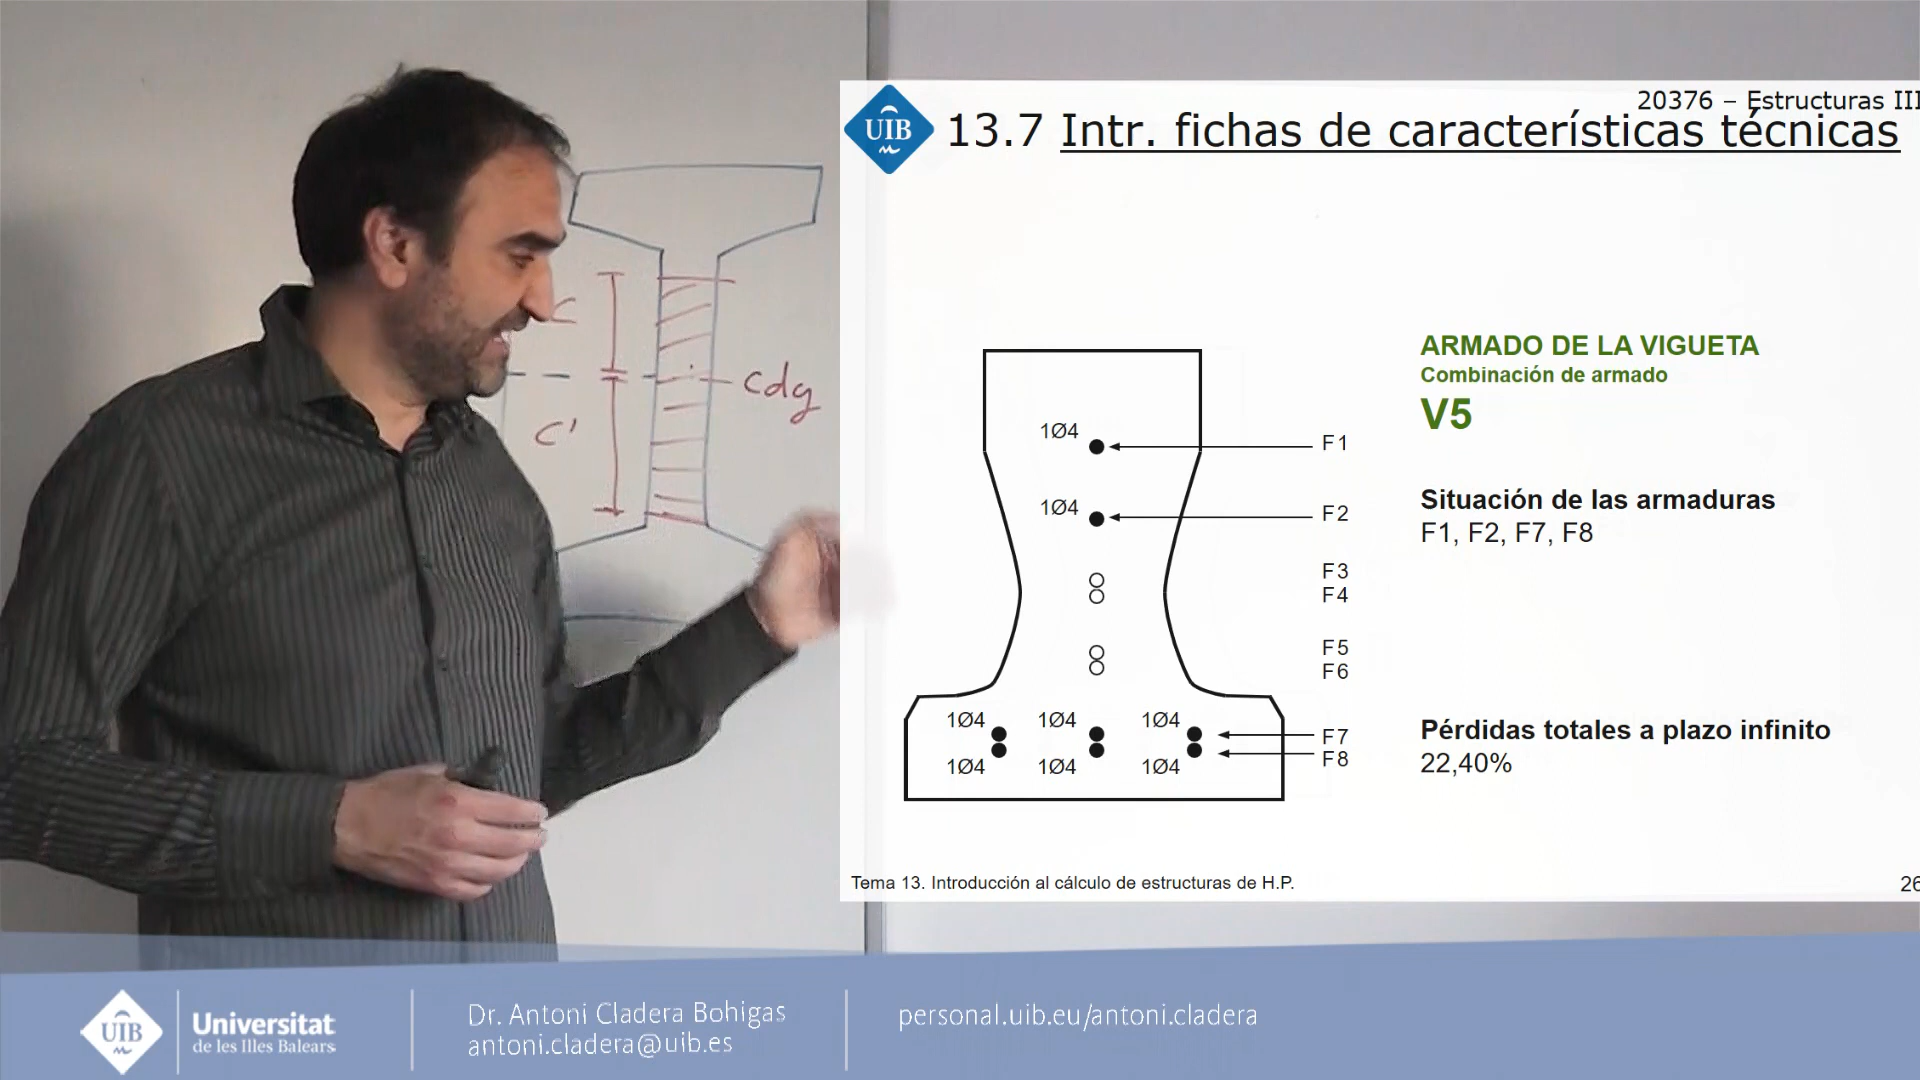 20376 – Estructuras III
UIB
13.7 Intr. fichas de características técnicas
C
cdg
C'
ARMADO DE LA VIGUETA
Combinación de armado
V5
1Ø4
F1
1Ø4
F2
Situación de las armaduras
F1, F2, F7, F8
F3
F4
F5
F6
1Ø4 1Ø4 1Ø4
F7
F8
1Ø4 1Ø4 1Ø4
Pérdidas totales a plazo infinito
22,40%
Tema 13. Introducción al cálculo de estructuras de H.P.
26
UIB
Universitat
de les Illes Balears
Dr. Antoni Cladera Bohigas
antoni.cladera@uib.es
personal.uib.eu/antoni.cladera